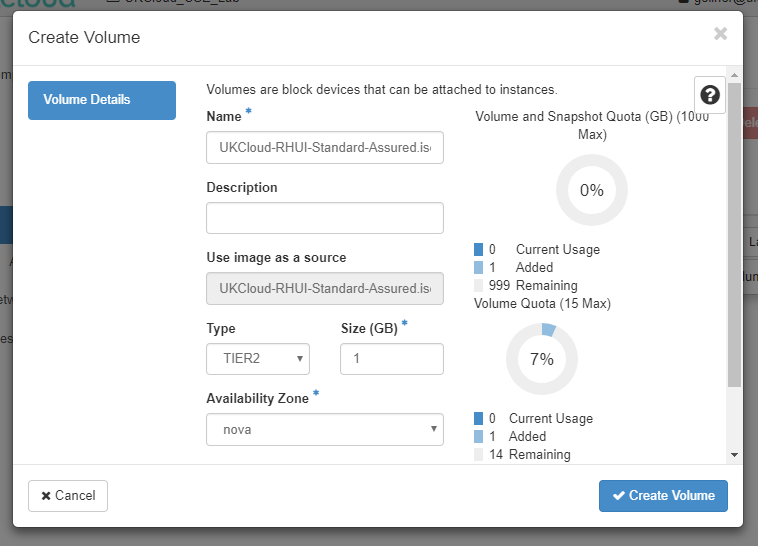 Create Volume
Volume Details
Volumes are block devices that can be attached to instances.
Name *
UKCloud-RHUI-Standard-Assured.is
Description
Use image as a source
UKCloud-RHUI-Standard-Assured.is
Type
Size (GB) *
TIER2
1
Availability Zone *
nova
Volume and Snapshot Quota (GB) (1000
Max)
0%
0 Current Usage
1 Added
999 Remaining
Volume Quota (15 Max)
7%
0 Current Usage
1 Added
14 Remaining
Cancel
Create Volume